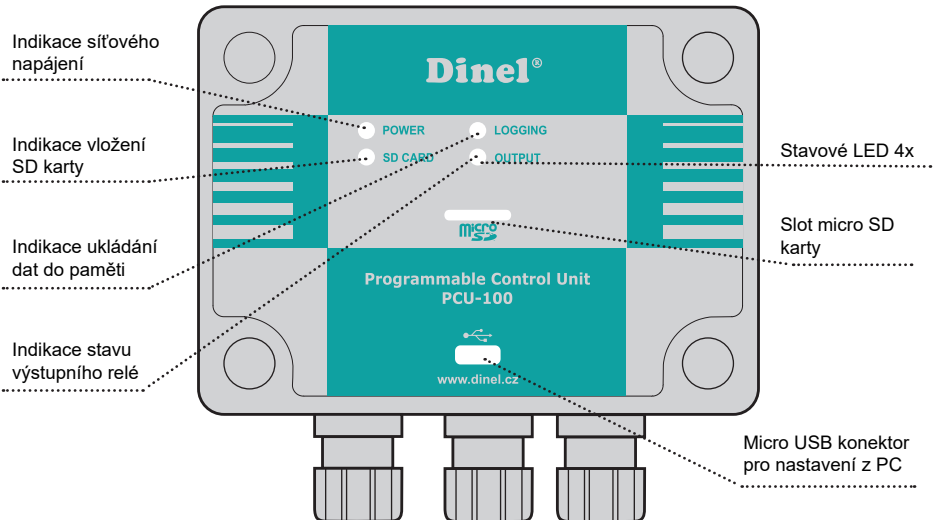 Indikace síťového
napájení
Indikace vložení
SD karty
Indikace ukládání
dat do paměti
Indikace stavu
výstupního relé
Dinel®
POWER
LOGGING
SD CARD
OUTPUT
micro
SD
Programmable Control Unit
PCU-100
www.dinel.cz
Stavové LED 4x
Slot micro SD
karty
Micro USB konektor
pro nastavení z PC